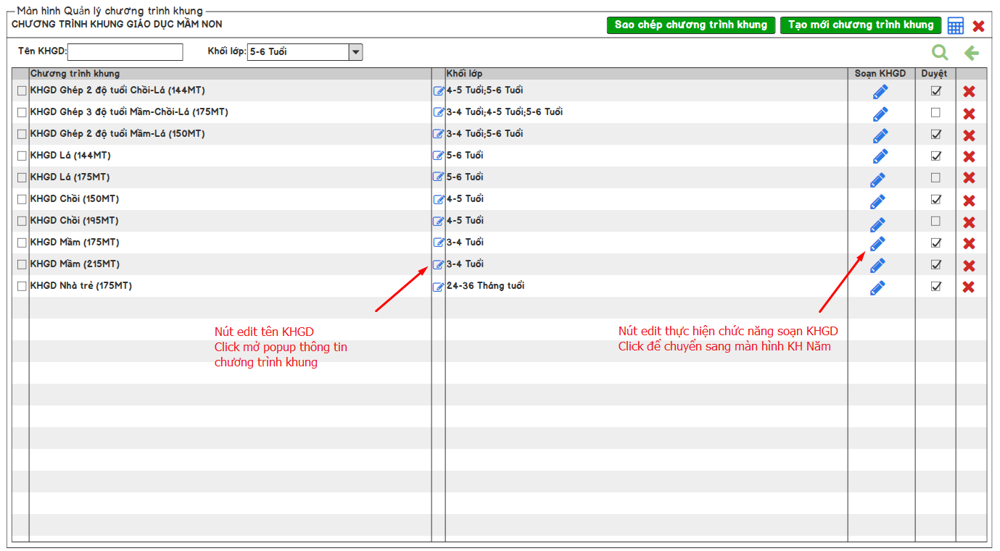 Màn hình Quản lý chương trình khung
CHƯƠNG TRÌNH KHUNG GIÁO DỤC MẦM NON
Sao chép chương trình khung
Tạo mới chương trình khung
Tên KHGD:
Khối lớp: 5-6 Tuổi
Chương trình khung Khối lớp Soạn KHGD Duyệt
KHGD Ghép 2 độ tuổi Chồi-Lá (144MT) 4-5 Tuổi;5-6 Tuổi
KHGD Ghép 3 độ tuổi Mầm-Chồi-Lá (175MT) 3-4 Tuổi;4-5 Tuổi;5-6 Tuổi
KHGD Ghép 2 độ tuổi Mầm-Lá (150MT) 3-4 Tuổi;5-6 Tuổi
KHGD Lá (144MT) 5-6 Tuổi
KHGD Lá (175MT) 5-6 Tuổi
KHGD Chồi (150MT) 4-5 Tuổi
KHGD Chồi (195MT) 4-5 Tuổi
KHGD Mầm (175MT) 3-4 Tuổi
KHGD Mầm (215MT) 3-4 Tuổi
KHGD Nhà trẻ (175MT) 24-36 Tháng tuổi
Nút edit tên KHGD
Click mở popup thông tin
chương trình khung
Nút edit thực hiện chức năng soạn KHGD
Click để chuyển sang màn hình KH Năm